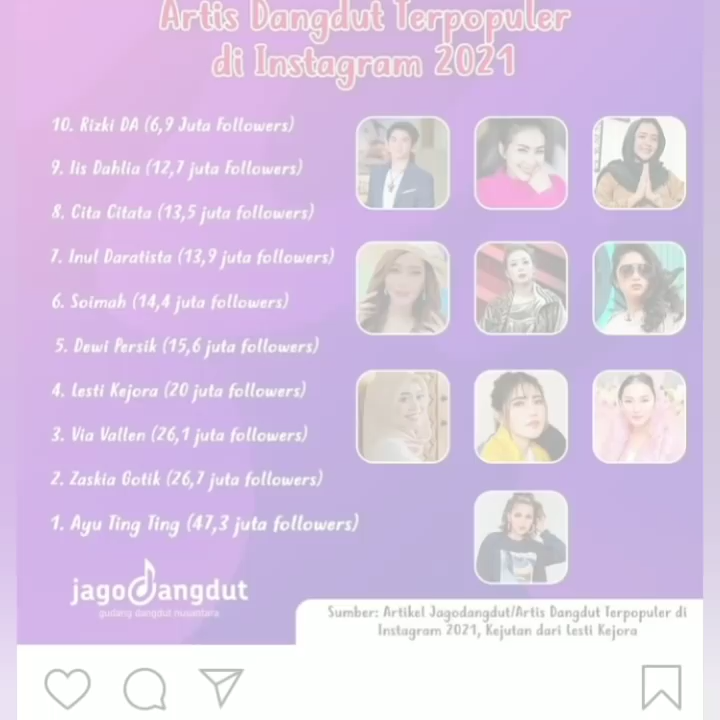 Artis Dangdut Terpopuler
di Instagram 2021
10. Rizki DA (6,9 Juta Followers)
9. Iis Dahlia (12,7 juta Followers)
8. Cita Citata (13,5 juta followers)
7. Inul Daratista (13,9 juta followers)
6. Soimah (14,4 juta followers)
5. Dewi Persik (15,6 juta followers)
4. Lesti Kejora (20 juta followers)
3. Via Vallen (26,1 juta followers)
2. Zaskia Gotik (26,7 juta followers)
1. Ayu Ting Ting (47,3 juta followers)
jagodangdut
gudang dangdut nusantara
Sumber: Artikel Jagodangdut/Artis Dangdut Terpopuler di
Instagram 2021, Kejutan dari Lesti Kejora